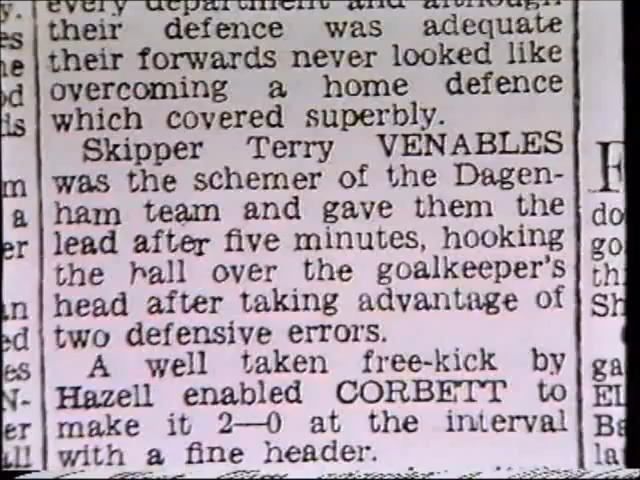 every department and although
their defence was adequate
their forwards never looked like
overcoming a home defence
which covered superbly.
Skipper Terry VENABLES
was the schemer of the Dagen-
ham team and gave them the
lead after five minutes, hooking
the ball over the goalkeeper's
head after taking advantage of
two defensive errors.
A well taken free-kick by
Hazell enabled CORBETT to
make it 2—0 at the interval
with a fine header.